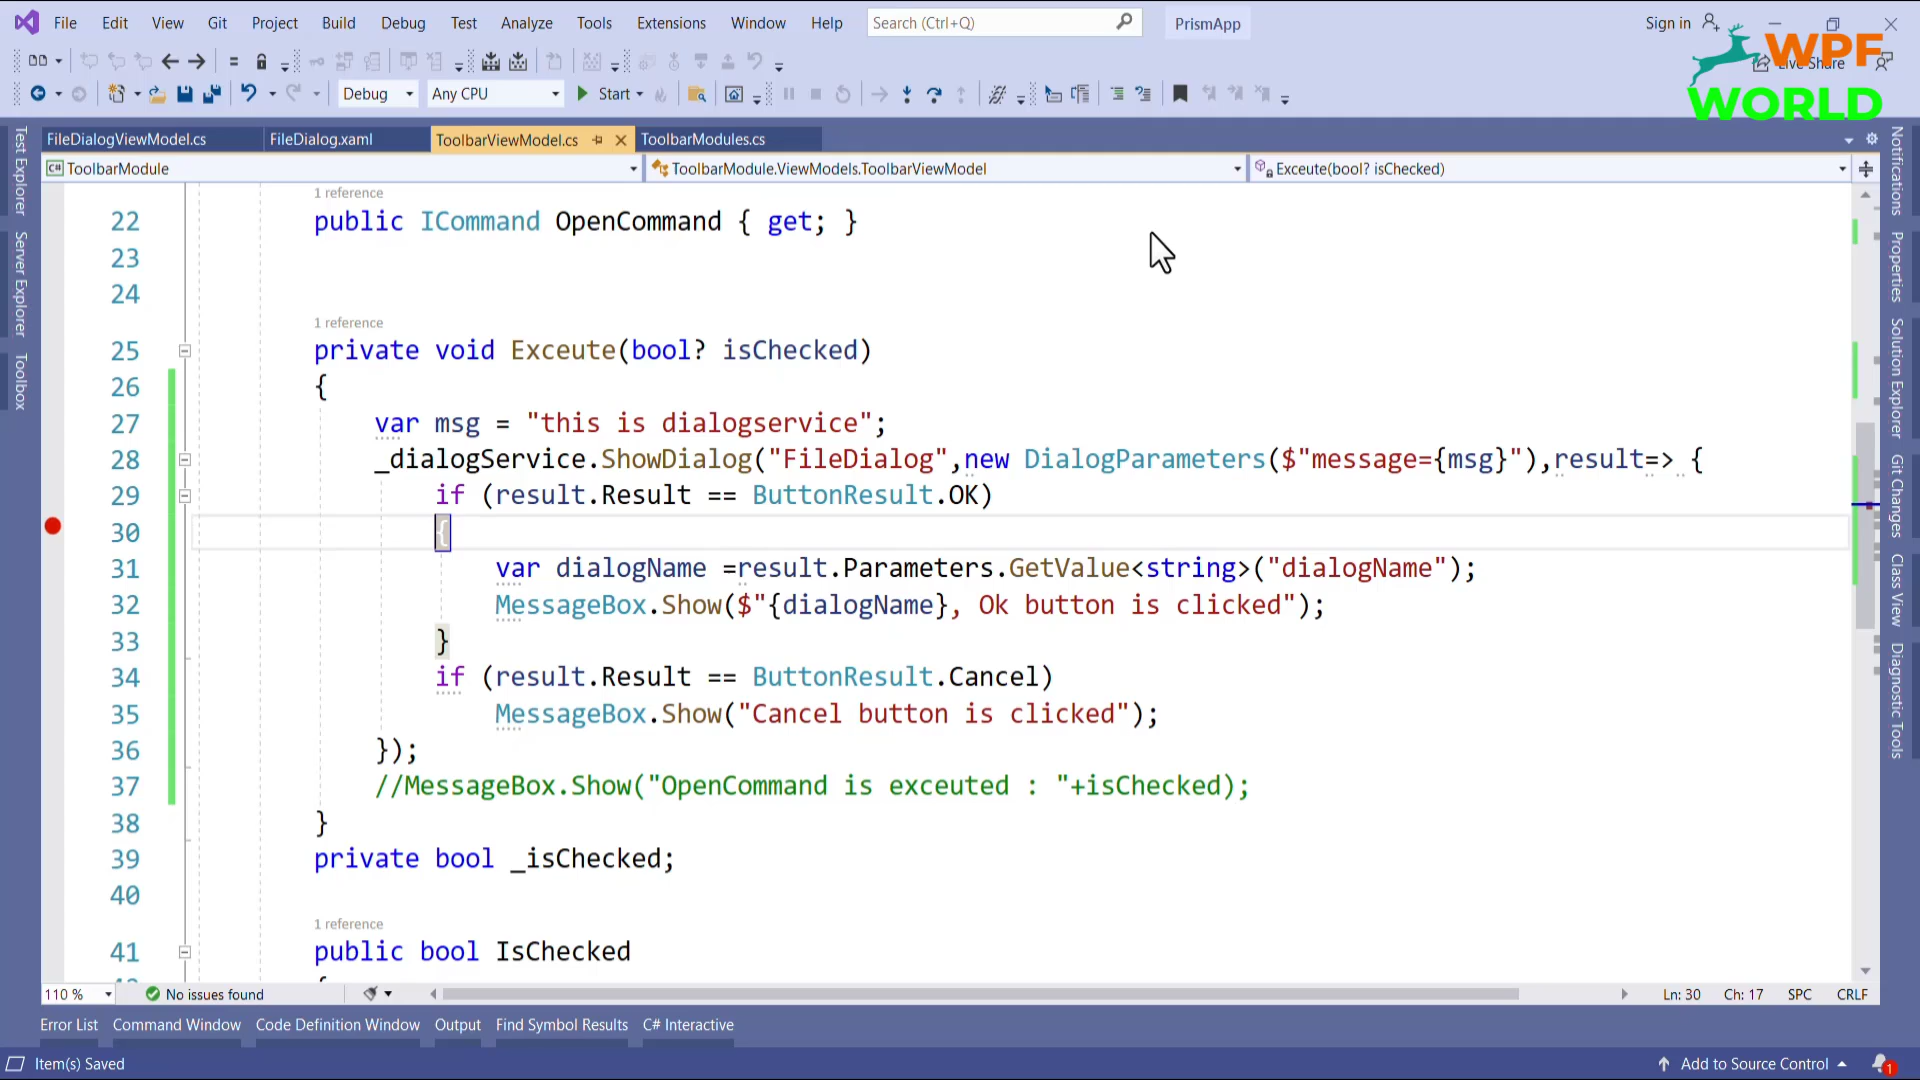 File Edit View Git Project Build Debug Test Analyze Tools Extensions Window Help Search (Ctrl+Q) PrismApp Sign in
WPF
WORLD
Live Share
Debug Any CPU Start
FileDialogViewModel.cs FileDialog.xaml ToolbarViewModel.cs ToolbarModules.cs
C# ToolbarModule ToolbarModule.ViewModels.ToolbarViewModel Exceute(bool? isChecked)
Test Explorer
Server Explorer
Toolbox
1 reference
22 public ICommand OpenCommand { get; }
23
24
1 reference
25 private void Exceute(bool? isChecked)
26 {
27 var msg = "this is dialogservice";
28 _dialogService.ShowDialog("FileDialog",new DialogParameters($"message={msg}"),result=> {
29 if (result.Result == ButtonResult.OK)
30 {
31 var dialogName =result.Parameters.GetValue<string>("dialogName");
32 MessageBox.Show($"{dialogName}, Ok button is clicked");
33 }
34 if (result.Result == ButtonResult.Cancel)
35 MessageBox.Show("Cancel button is clicked");
36 });
37 //MessageBox.Show("OpenCommand is exceuted : "+isChecked);
38 }
39 private bool _isChecked;
40
1 reference
41 public bool IsChecked
{
Notifications
Properties
Solution Explorer
Git Changes
Class View
Diagnostic Tools
110 % No issues found Ln: 30 Ch: 17 SPC CRLF
Error List Command Window Code Definition Window Output Find Symbol Results C# Interactive
Item(s) Saved Add to Source Control 1